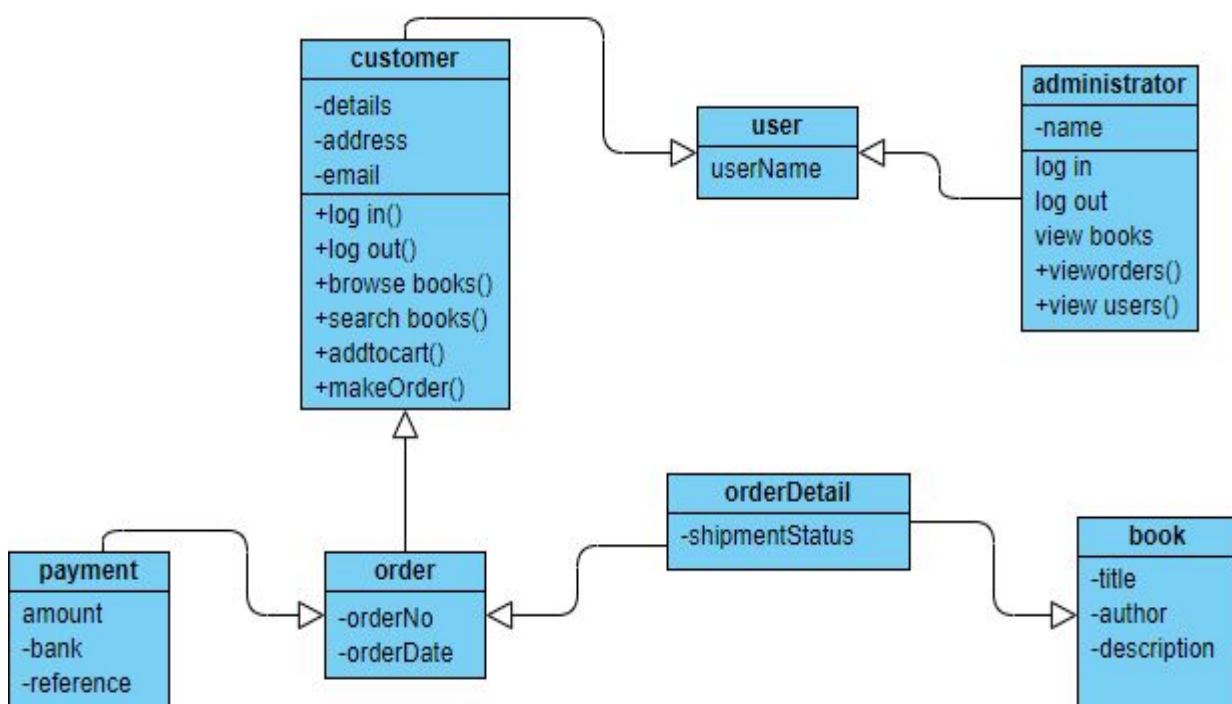 customer
-details
-address
-email
+log in()
+log out()
+browse books()
+search books()
+addtocart()
+makeOrder()
user
userName
administrator
-name
log in
log out
view books
+vieworders()
+view users()
payment
amount
-bank
-reference
order
-orderNo
-orderDate
orderDetail
-shipmentStatus
book
-title
-author
-description